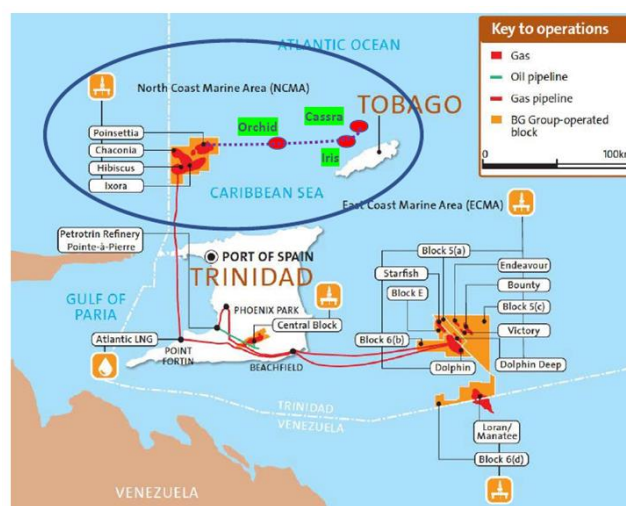 ATLANTIC OCEAN
Key to operations
Gas
Oil pipeline
Gas pipeline
BG Group-operated
block
0
100km
North Coast Marine Area (NCMA)
Poinsettia
Chaconia
Hibiscus
Ixora
Orchid
Cassra
Iris
TOBAGO
CARIBBEAN SEA
East Coast Marine Area (ECMA)
Petrotrin Refinery
Pointe-à-Pierre
PORT OF SPAIN
TRINIDAD
GULF OF
PARIA
PHOENIX PARK
Central Block
Atlantic LNG
POINT
FORTIN
BEACHFIELD
Block 5(a)
Endeavour
Starfish
Bounty
Block E
Block 5(c)
Block 6(b)
Victory
Dolphin
Dolphin Deep
TRINIDAD
VENEZUELA
Loran/
Manatee
Block 6(d)
VENEZUELA